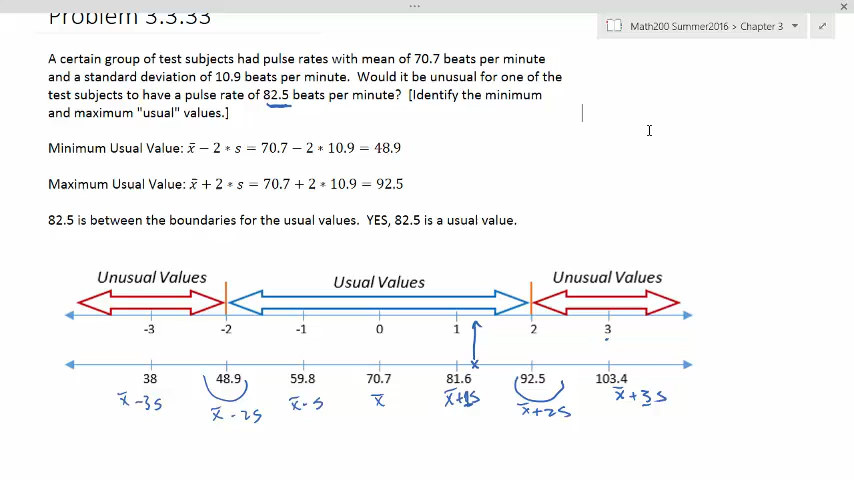 Problem 3.3.33
Math200 Summer2016 > Chapter 3
A certain group of test subjects had pulse rates with mean of 70.7 beats per minute
and a standard deviation of 10.9 beats per minute. Would it be unusual for one of the
test subjects to have a pulse rate of 82.5 beats per minute? [Identify the minimum
and maximum "usual" values.]
Minimum Usual Value: x̄ − 2 * s = 70.7 − 2 * 10.9 = 48.9
Maximum Usual Value: x̄ + 2 * s = 70.7 + 2 * 10.9 = 92.5
82.5 is between the boundaries for the usual values. YES, 82.5 is a usual value.
Unusual Values Usual Values Unusual Values
-3 -2 -1 0 1 2 3
x
38 48.9 59.8 70.7 81.6 92.5 103.4
x̄-3s x̄-2s x̄-s x̄ x̄+1s x̄+2s x̄+3s